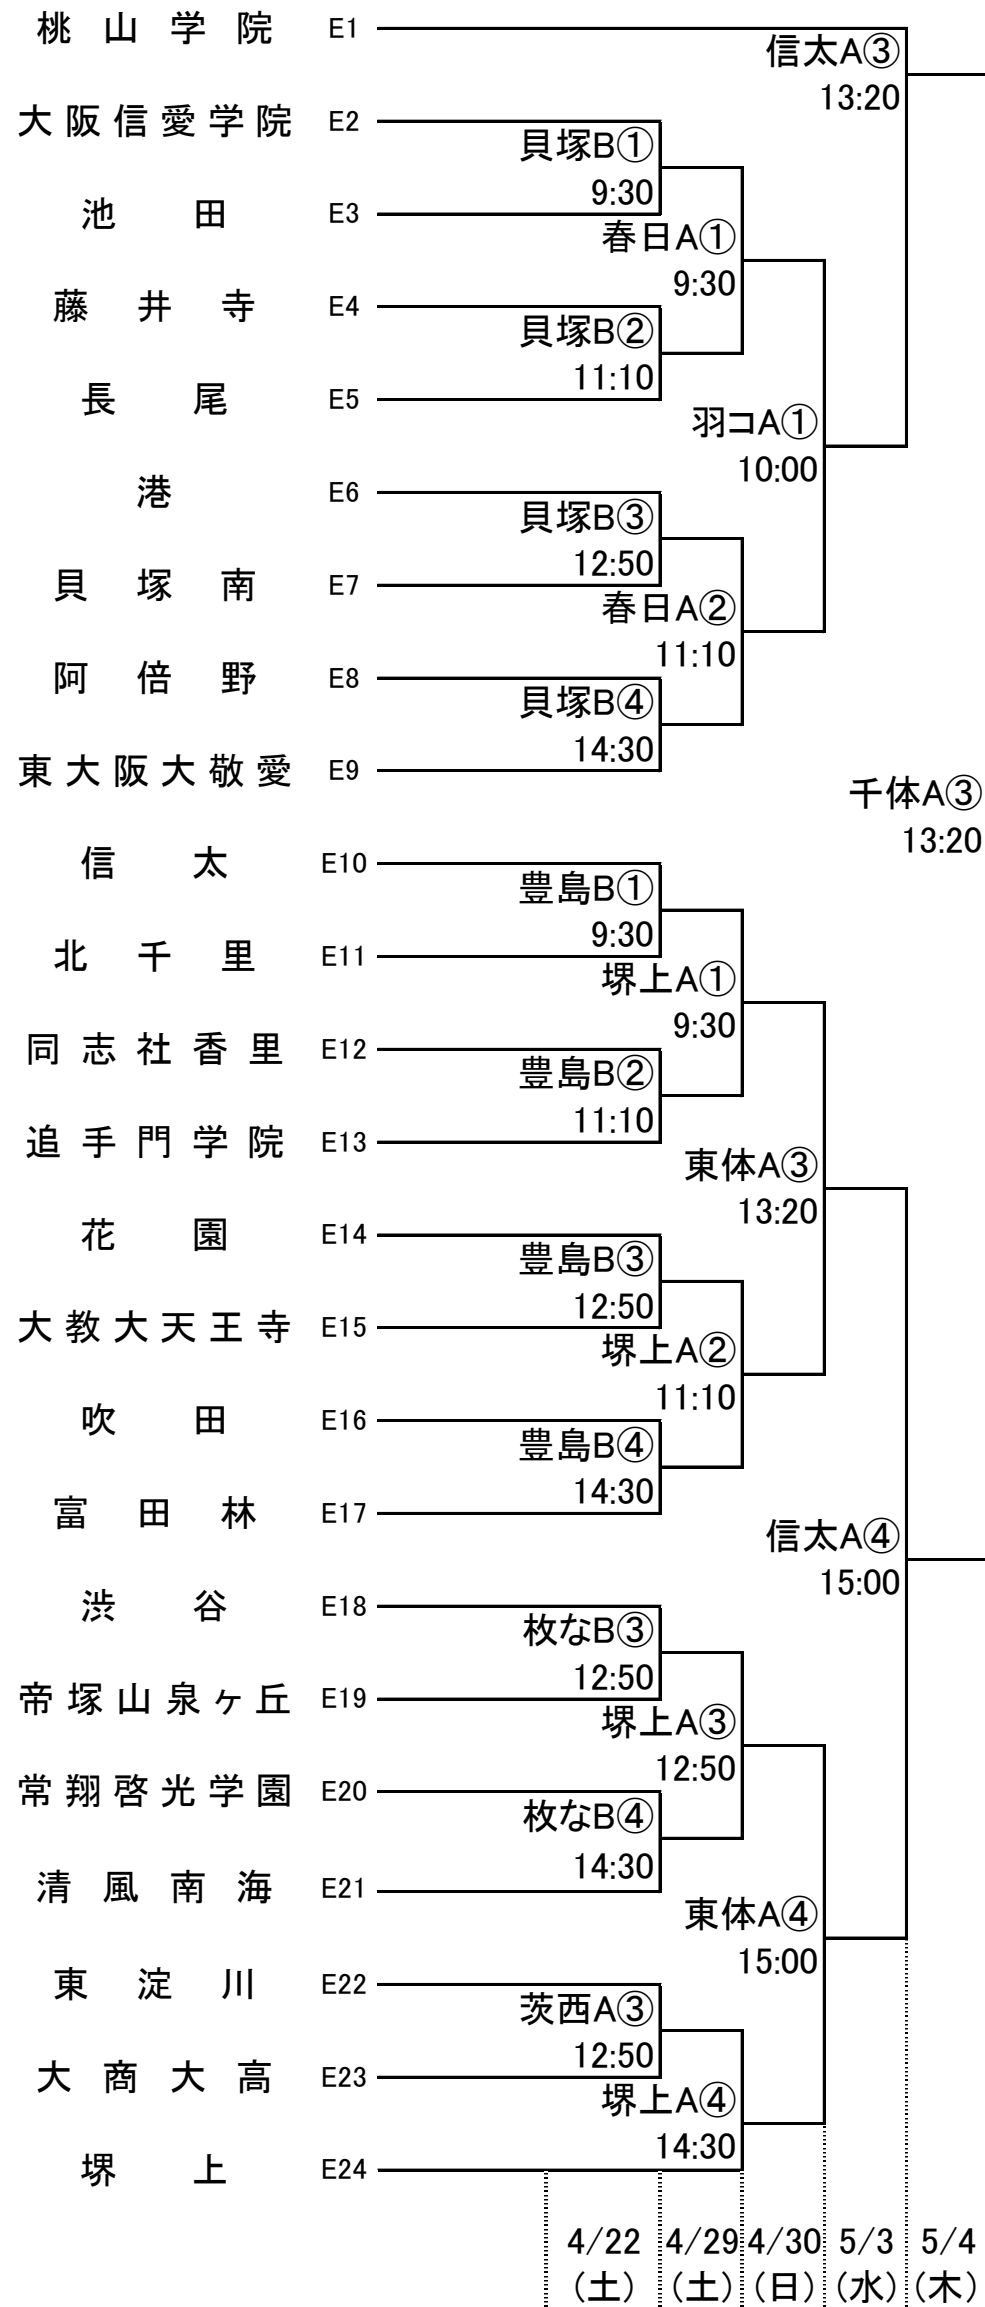 桃山学院 E1
信太A③
13:20
大阪信愛学院 E2
貝塚B①
9:30
池田 E3
春日A①
9:30
藤井寺 E4
貝塚B②
11:10
長尾 E5
羽コA①
10:00
港 E6
貝塚B③
12:50
貝塚南 E7
春日A②
11:10
阿倍野 E8
貝塚B④
14:30
東大阪大敬愛 E9
千体A③
13:20
信太 E10
豊島B①
9:30
北千里 E11
堺上A①
9:30
同志社香里 E12
豊島B②
11:10
追手門学院 E13
東体A③
13:20
花園 E14
豊島B③
12:50
大教大天王寺 E15
堺上A②
11:10
吹田 E16
豊島B④
14:30
富田林 E17
信太A④
15:00
渋谷 E18
枚なB③
12:50
帝塚山泉ヶ丘 E19
堺上A③
12:50
常翔啓光学園 E20
枚なB④
14:30
清風南海 E21
東体A④
15:00
東淀川 E22
茨西A③
12:50
大商大高 E23
堺上A④
14:30
堺上 E24
4/22 4/29 4/30 5/3 5/4
(土) (土) (日) (水) (木)